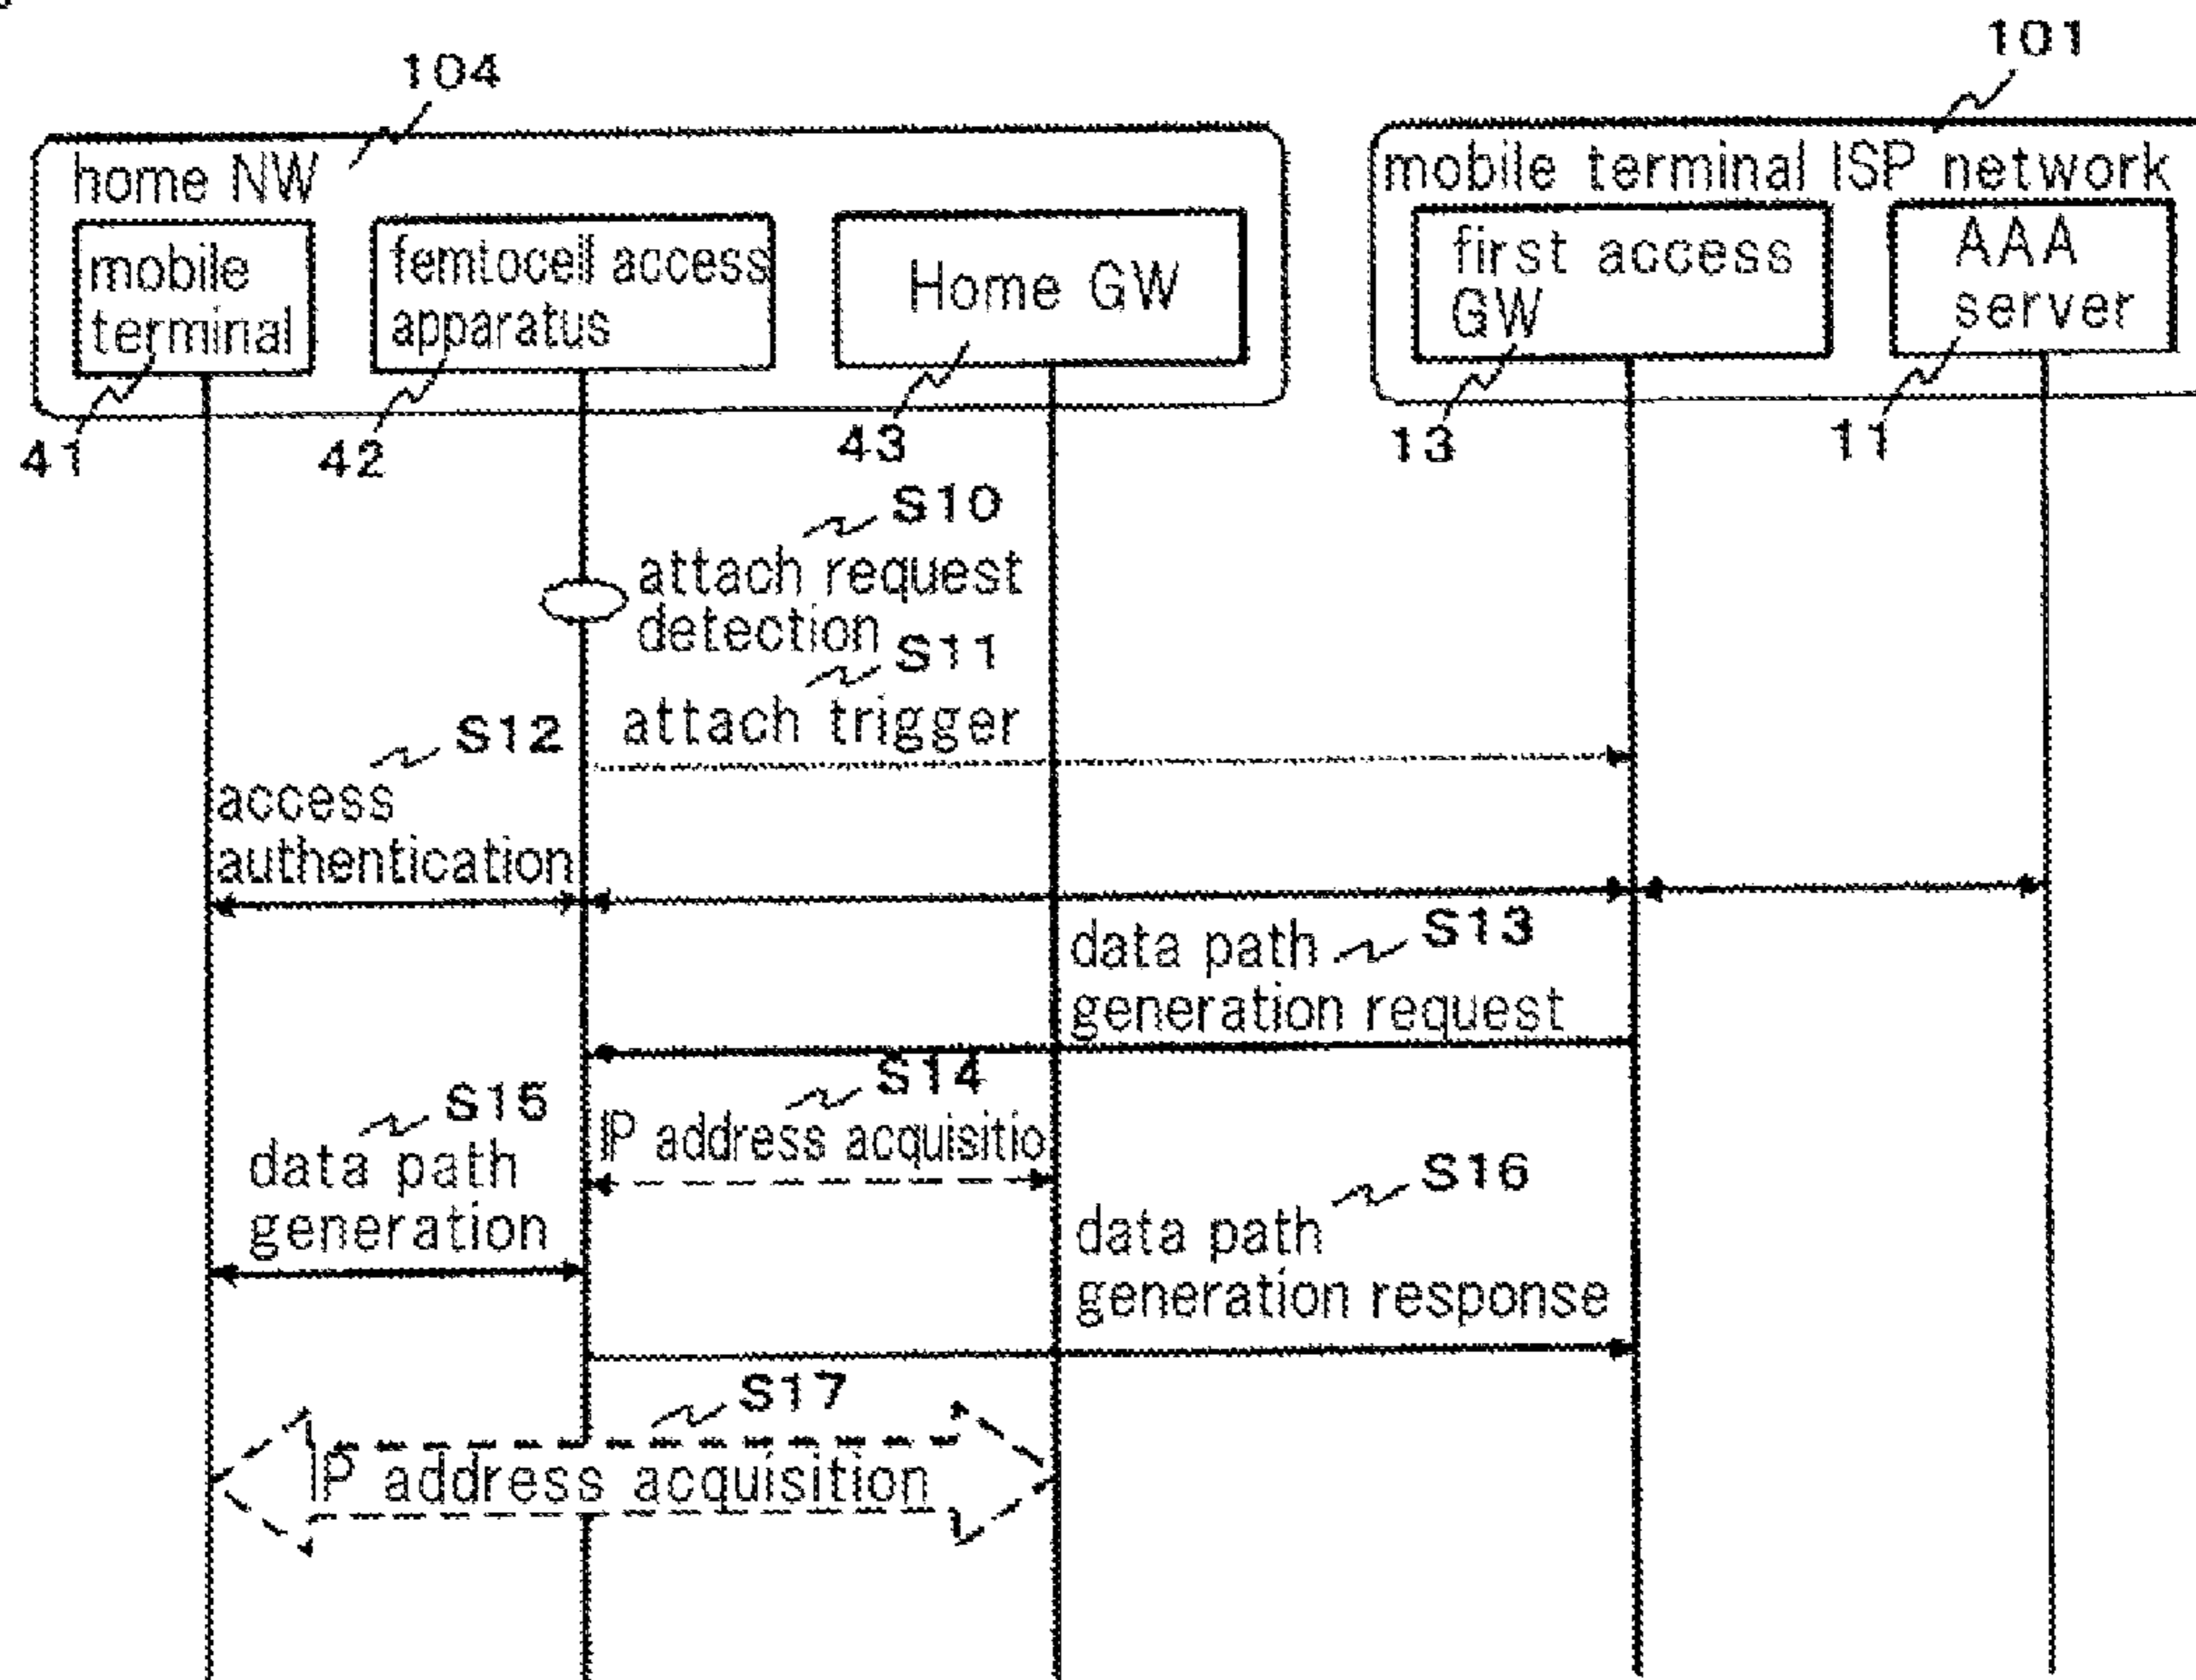 104
101
home NW
mobile terminal ISP network
mobile
terminal
femtocell access
apparatus
Home GW
first access
GW
AAA
server
41
42
43
13
11
S10
attach request
detection
S11
attach trigger
S12
access
authentication
S13
data path
generation request
S14
IP address acquisitio
S15
data path
generation
S16
data path
generation response
S17
IP address acquisition